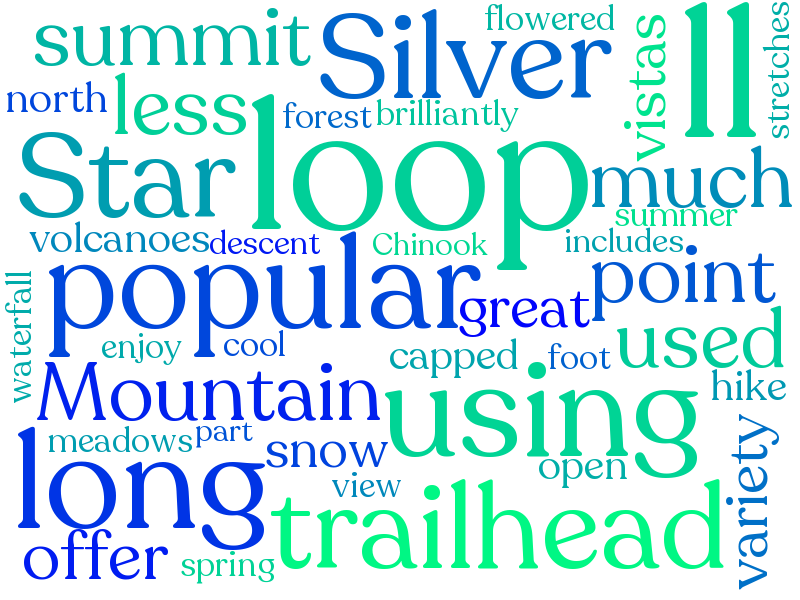 summit
Silver
flowered
ll
stretches
north
less
forest
brilliantly
vistas
Star
loop
much
summer
volcanoes
descent
Chinook
includes
waterfall
popular
great
point
enjoy
cool
capped
foot
used
hike
Mountain
using
meadows
part
snow
view
open
variety
long
trailhead
offer
spring